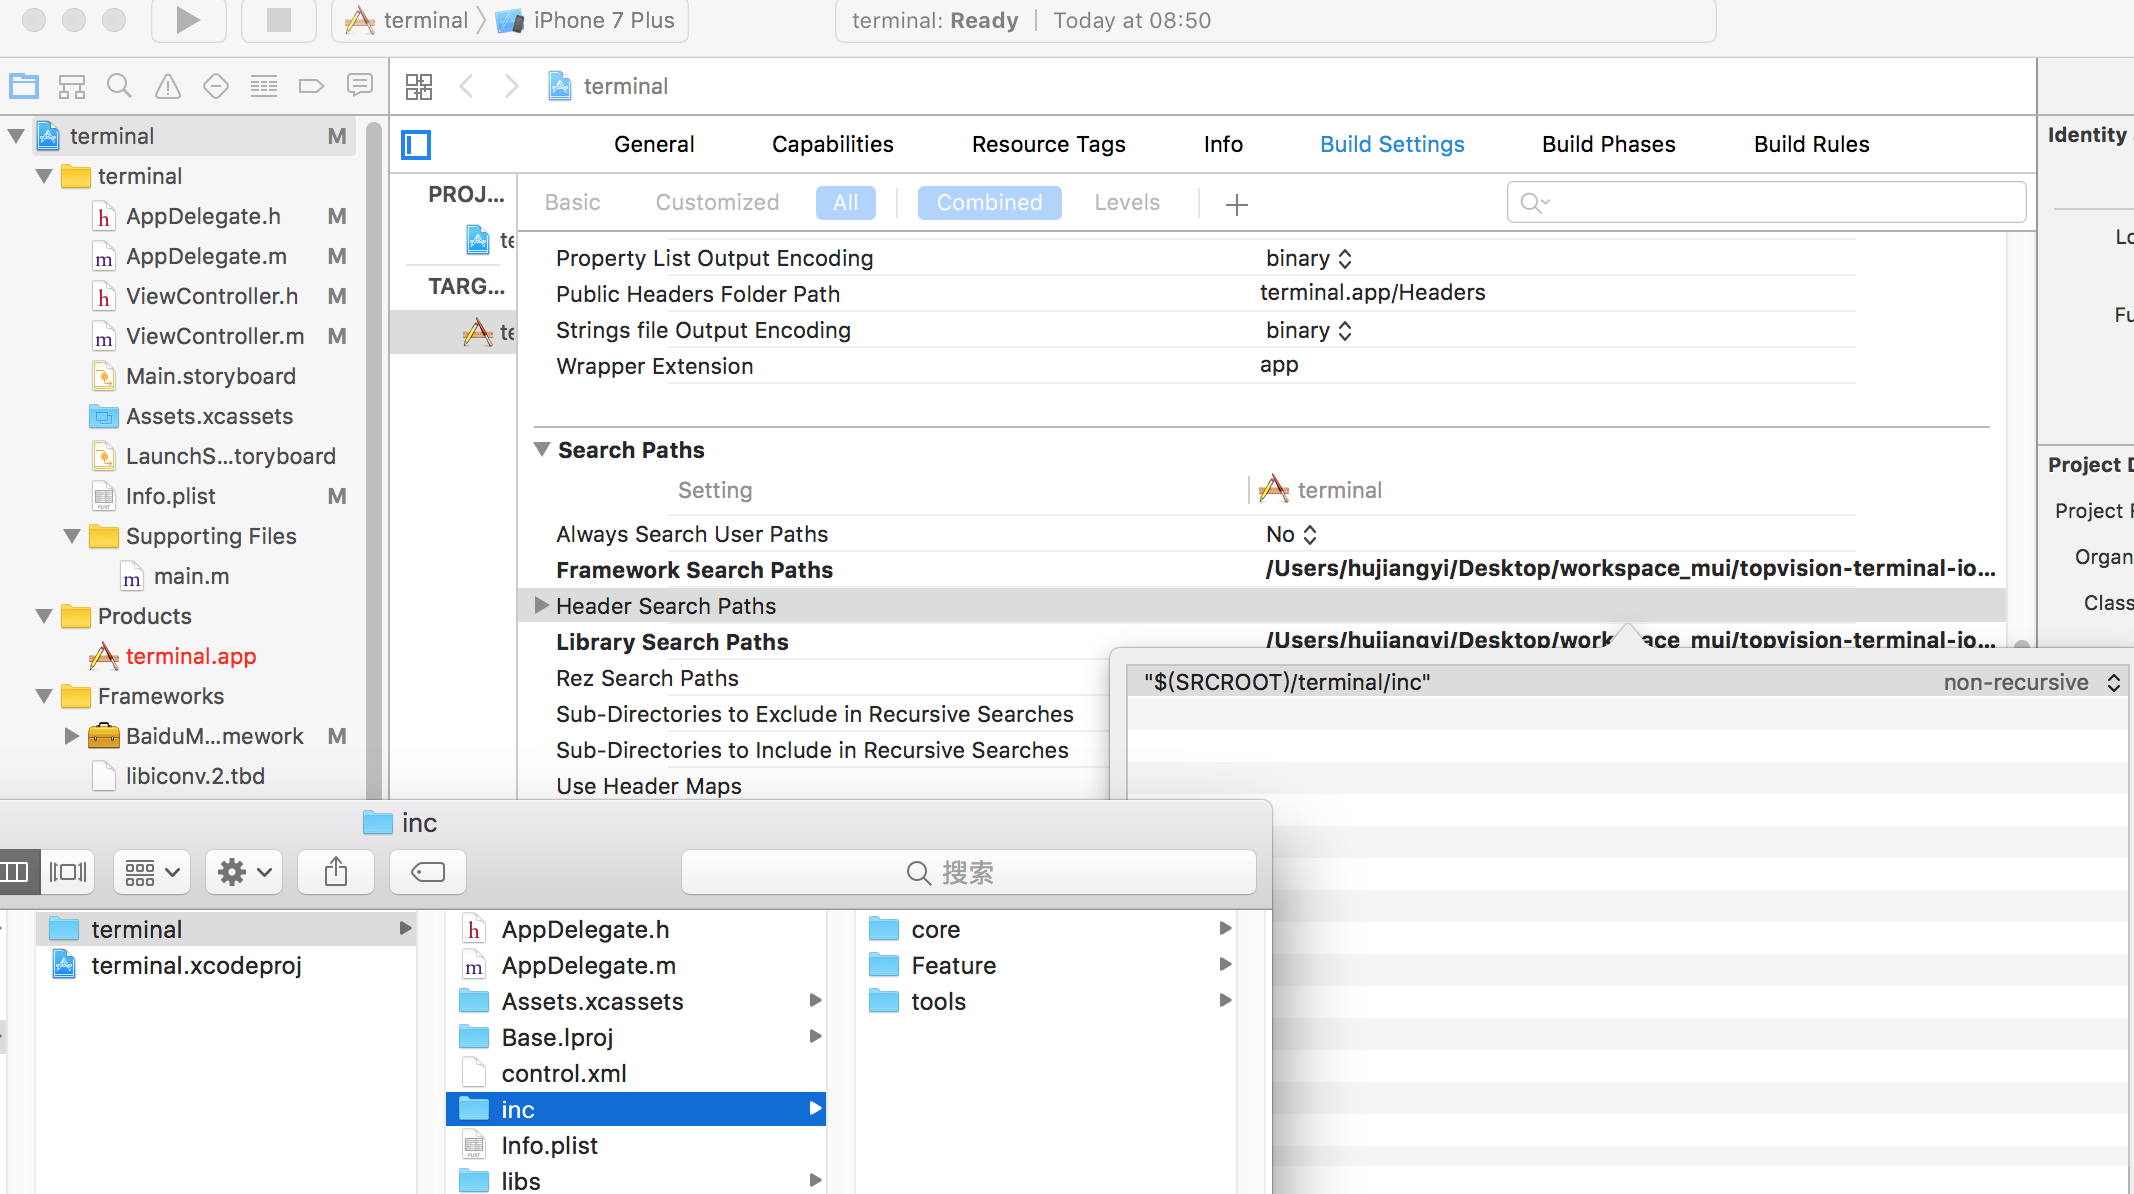 terminal 〉 iPhone 7 Plus
terminal: Ready | Today at 08:50
terminal
General Capabilities Resource Tags Info Build Settings Build Phases Build Rules
Basic Customized All Combined Levels +
terminal M
terminal
AppDelegate.h M
AppDelegate.m M
ViewController.h M
ViewController.m M
Main.storyboard
Assets.xcassets
LaunchS...toryboard
Info.plist M
Supporting Files
main.m
Products
terminal.app
Frameworks
BaiduM...mework M
libiconv.2.tbd
PROJ...
te
TARG...
te
Property List Output Encoding binary
Public Headers Folder Path terminal.app/Headers
Strings file Output Encoding binary
Wrapper Extension app
Search Paths
Setting terminal
Always Search User Paths No
Framework Search Paths /Users/hujiangyi/Desktop/workspace_mui/topvision-terminal-io...
Header Search Paths
Library Search Paths /Users/hujiangyi/Desktop/workspace_mui/topvision-terminal-io...
Rez Search Paths
Sub-Directories to Exclude in Recursive Searches
Sub-Directories to Include in Recursive Searches
Use Header Maps
"$(SRCROOT)/terminal/inc" non-recursive
Identity
Lo
Fu
Project D
Project F
Organ
Class
inc
搜索
terminal
terminal.xcodeproj
AppDelegate.h
AppDelegate.m
Assets.xcassets
Base.lproj
control.xml
inc
Info.plist
libs
core
Feature
tools